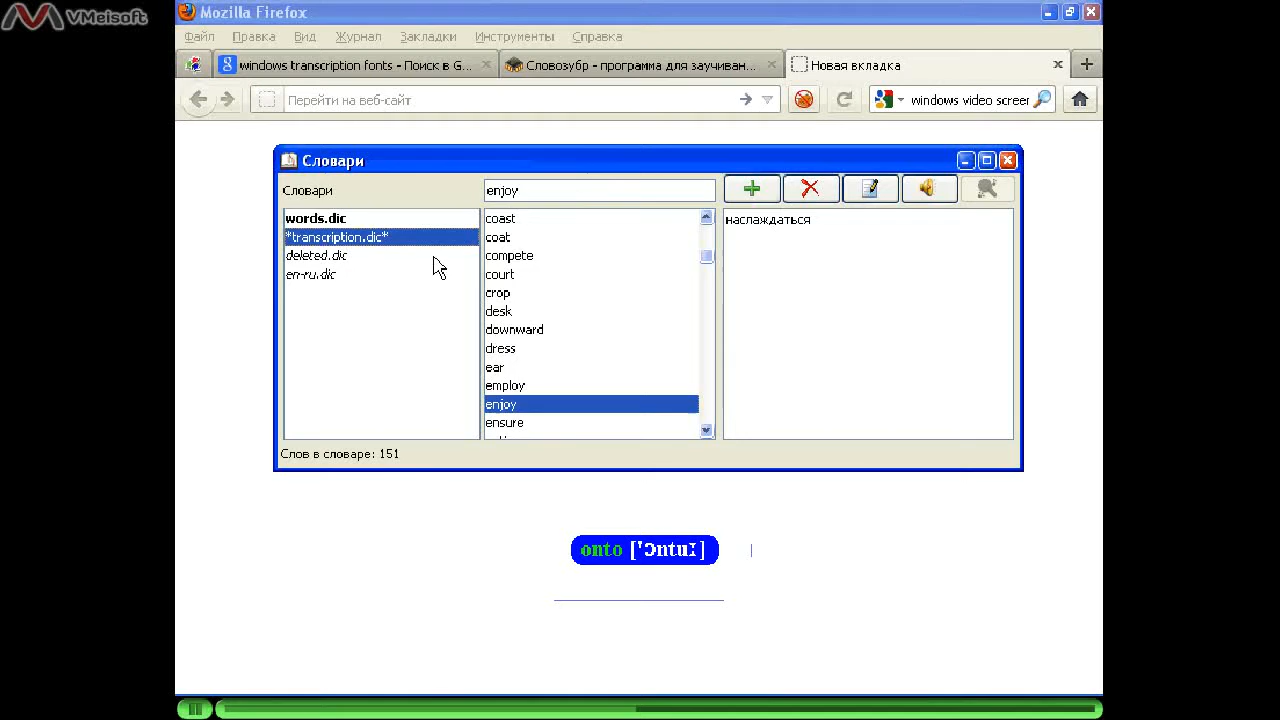 VMeisoft
Mozilla Firefox
Файл Правка Вид Журнал Закладки Инструменты Справка
windows transcription fonts - Поиск в G...
Словозубр - программа для заучиван...
Новая вкладка
Перейти на веб-сайт
windows video screen
Словари
Словари
enjoy
words.dic
*transcription.dic*
deleted.dic
en-ru.dic
coast
coat
compete
court
crop
desk
downward
dress
ear
employ
enjoy
ensure
наслаждаться
Слов в словаре: 151
onto ['ɔntuː]